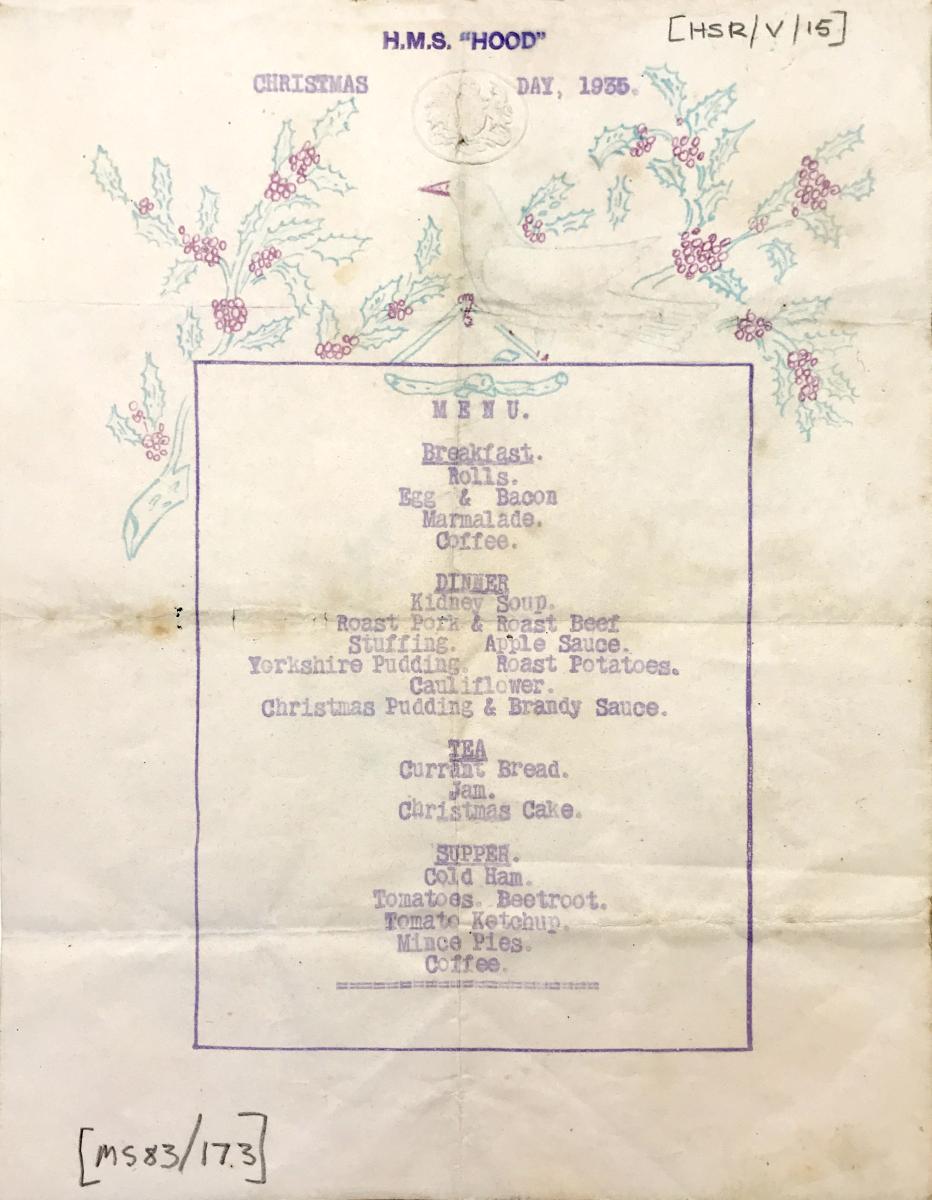 H.M.S. "HOOD"
[HSR/V/15]
CHRISTMAS DAY, 1935.
MENU.
Breakfast.
Rolls.
Egg & Bacon
Marmalade.
Coffee.
DINNER
Kidney Soup.
Roast Pork & Roast Beef
Stuffing. Apple Sauce.
Yorkshire Pudding. Roast Potatoes.
Cauliflower.
Christmas Pudding & Brandy Sauce.
TEA
Currant Bread.
Jam.
Christmas Cake.
SUPPER.
Cold Ham.
Tomatoes. Beetroot.
Tomato Ketchup.
Mince Pies.
Coffee.
[MS83/17.3]